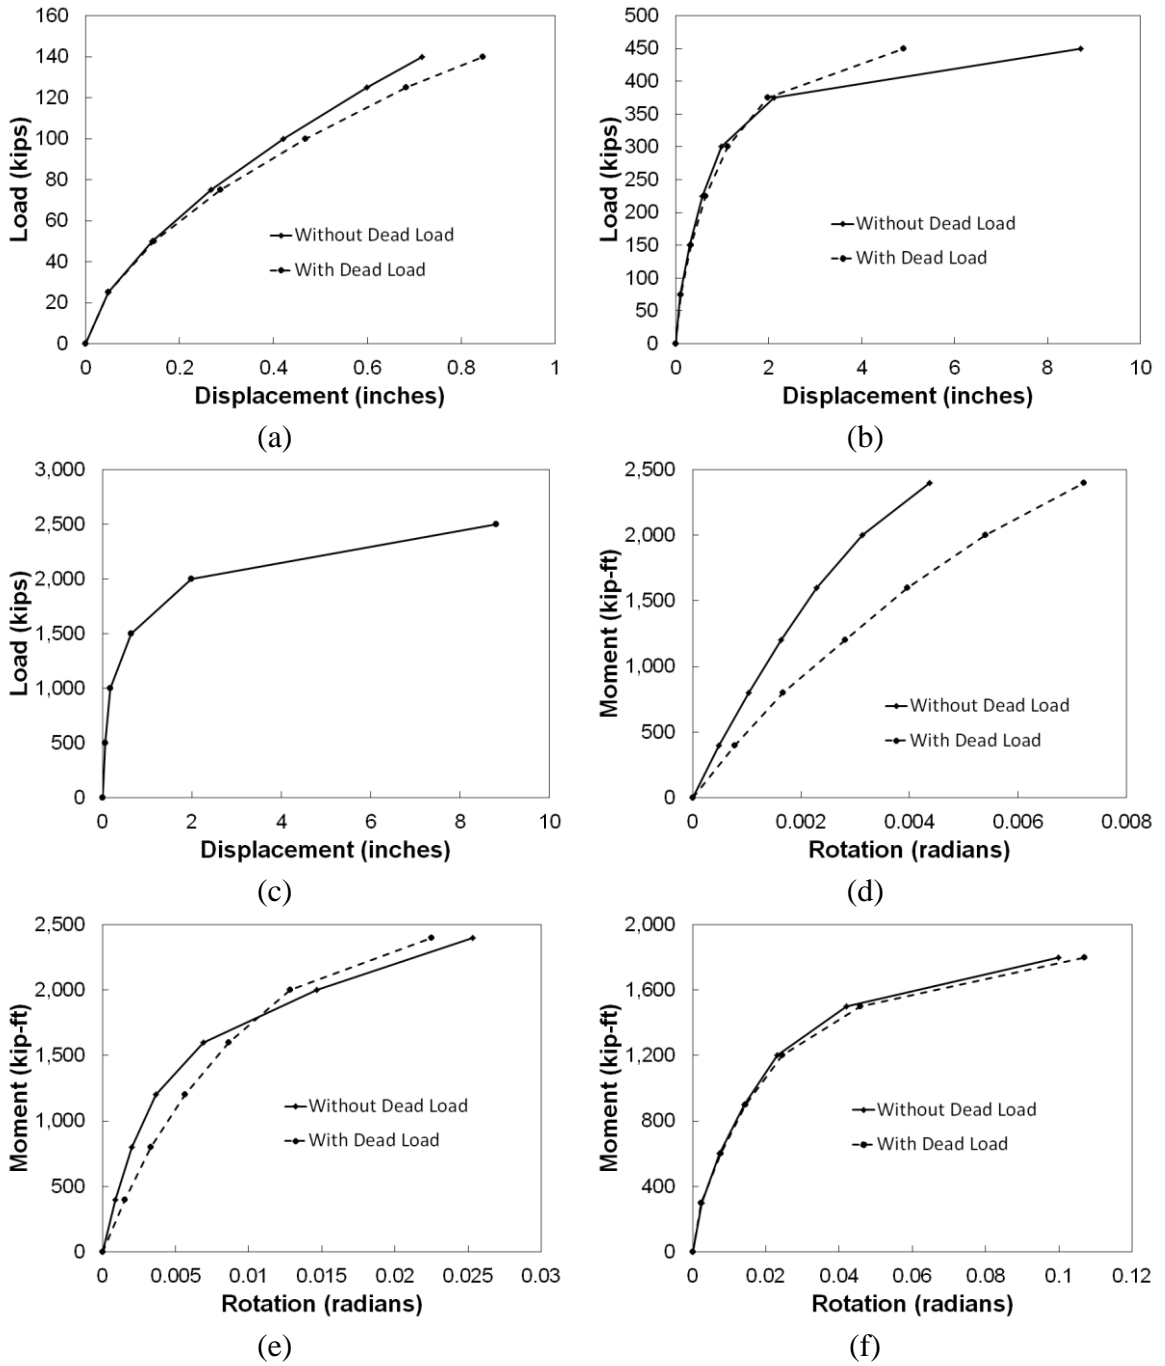 160
140
120
100
80
60
40
20
0
Load (kips)
Without Dead Load
With Dead Load
0 0.2 0.4 0.6 0.8 1
Displacement (inches)
(a)
500
450
400
350
300
250
200
150
100
50
0
Load (kips)
Without Dead Load
With Dead Load
0 2 4 6 8 10
Displacement (inches)
(b)
3,000
2,500
2,000
1,500
1,000
500
0
Load (kips)
0 2 4 6 8 10
Displacement (inches)
(c)
2,500
2,000
1,500
1,000
500
0
Moment (kip-ft)
Without Dead Load
With Dead Load
0 0.002 0.004 0.006 0.008
Rotation (radians)
(d)
2,500
2,000
1,500
1,000
500
0
Moment (kip-ft)
Without Dead Load
With Dead Load
0 0.005 0.01 0.015 0.02 0.025 0.03
Rotation (radians)
(e)
2,000
1,600
1,200
800
400
0
Moment (kip-ft)
Without Dead Load
With Dead Load
0 0.02 0.04 0.06 0.08 0.1 0.12
Rotation (radians)
(f)